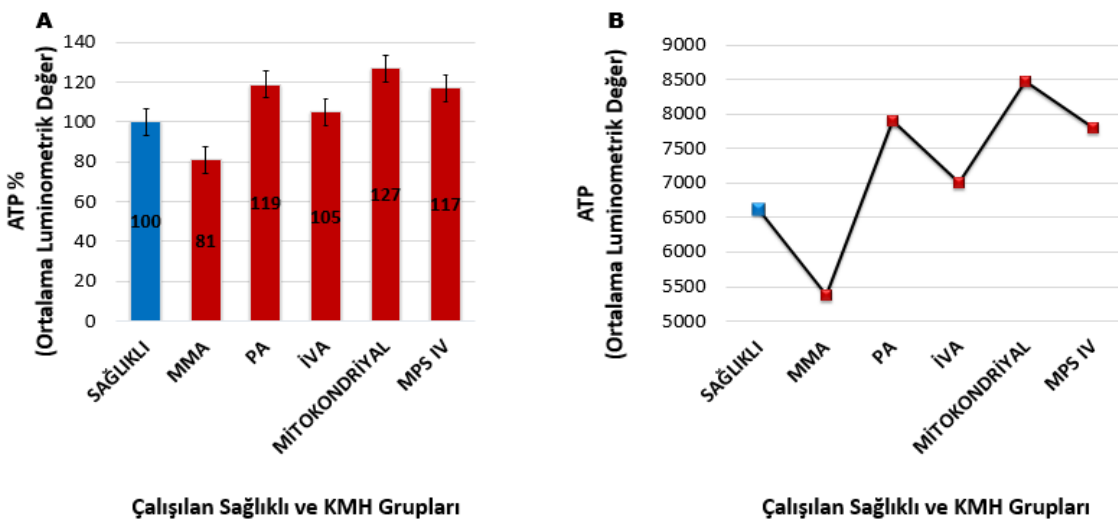 A
ATP %
(Ortalama Luminometrik Değer)
140
120
100
80
60
40
20
0
100
81
119
105
127
117
SAĞLIKLI
MMA
PA
İVA
MİTOKONDRİYAL
MPS IV
Çalışılan Sağlıklı ve KMH Grupları
B
ATP
(Ortalama Luminometrik Değer)
9000
8500
8000
7500
7000
6500
6000
5500
5000
SAĞLIKLI
MMA
PA
İVA
MİTOKONDRİYAL
MPS IV
Çalışılan Sağlıklı ve KMH Grupları